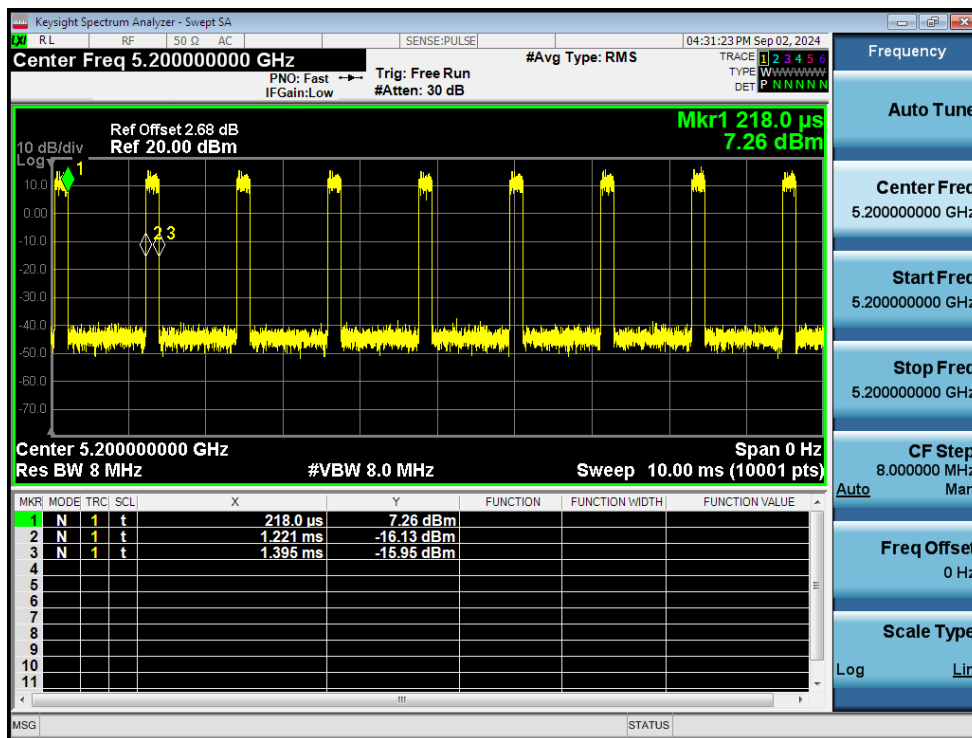 Keysight Spectrum Analyzer - Swept SA
LXI RL RF 50 Ω AC SENSE:PULSE 04:31:23 PM Sep 02, 2024
Center Freq 5.200000000 GHz
PNO: Fast
IFGain:Low
Trig: Free Run
#Atten: 30 dB
#Avg Type: RMS
TRACE 1 2 3 4 5 6
TYPE WWWWWW
DET P N N N N N
Ref Offset 2.68 dB
10 dB/div Ref 20.00 dBm
Log
Mkr1 218.0 µs
7.26 dBm
1
2 3
10.0
0.00
-10.0
-20.0
-30.0
-40.0
-50.0
-60.0
-70.0
Center 5.200000000 GHz Span 0 Hz
Res BW 8 MHz #VBW 8.0 MHz Sweep 10.00 ms (10001 pts)
MKR MODE TRC SCL X Y FUNCTION FUNCTION WIDTH FUNCTION VALUE
1 N 1 t 218.0 µs 7.26 dBm
2 N 1 t 1.221 ms -16.13 dBm
3 N 1 t 1.395 ms -15.95 dBm
4
5
6
7
8
9
10
11
MSG STATUS
Frequency
Auto Tune
Center Freq
5.200000000 GHz
Start Freq
5.200000000 GHz
Stop Freq
5.200000000 GHz
CF Step
8.000000 MHz
Auto Man
Freq Offset
0 Hz
Scale Type
Log Lin